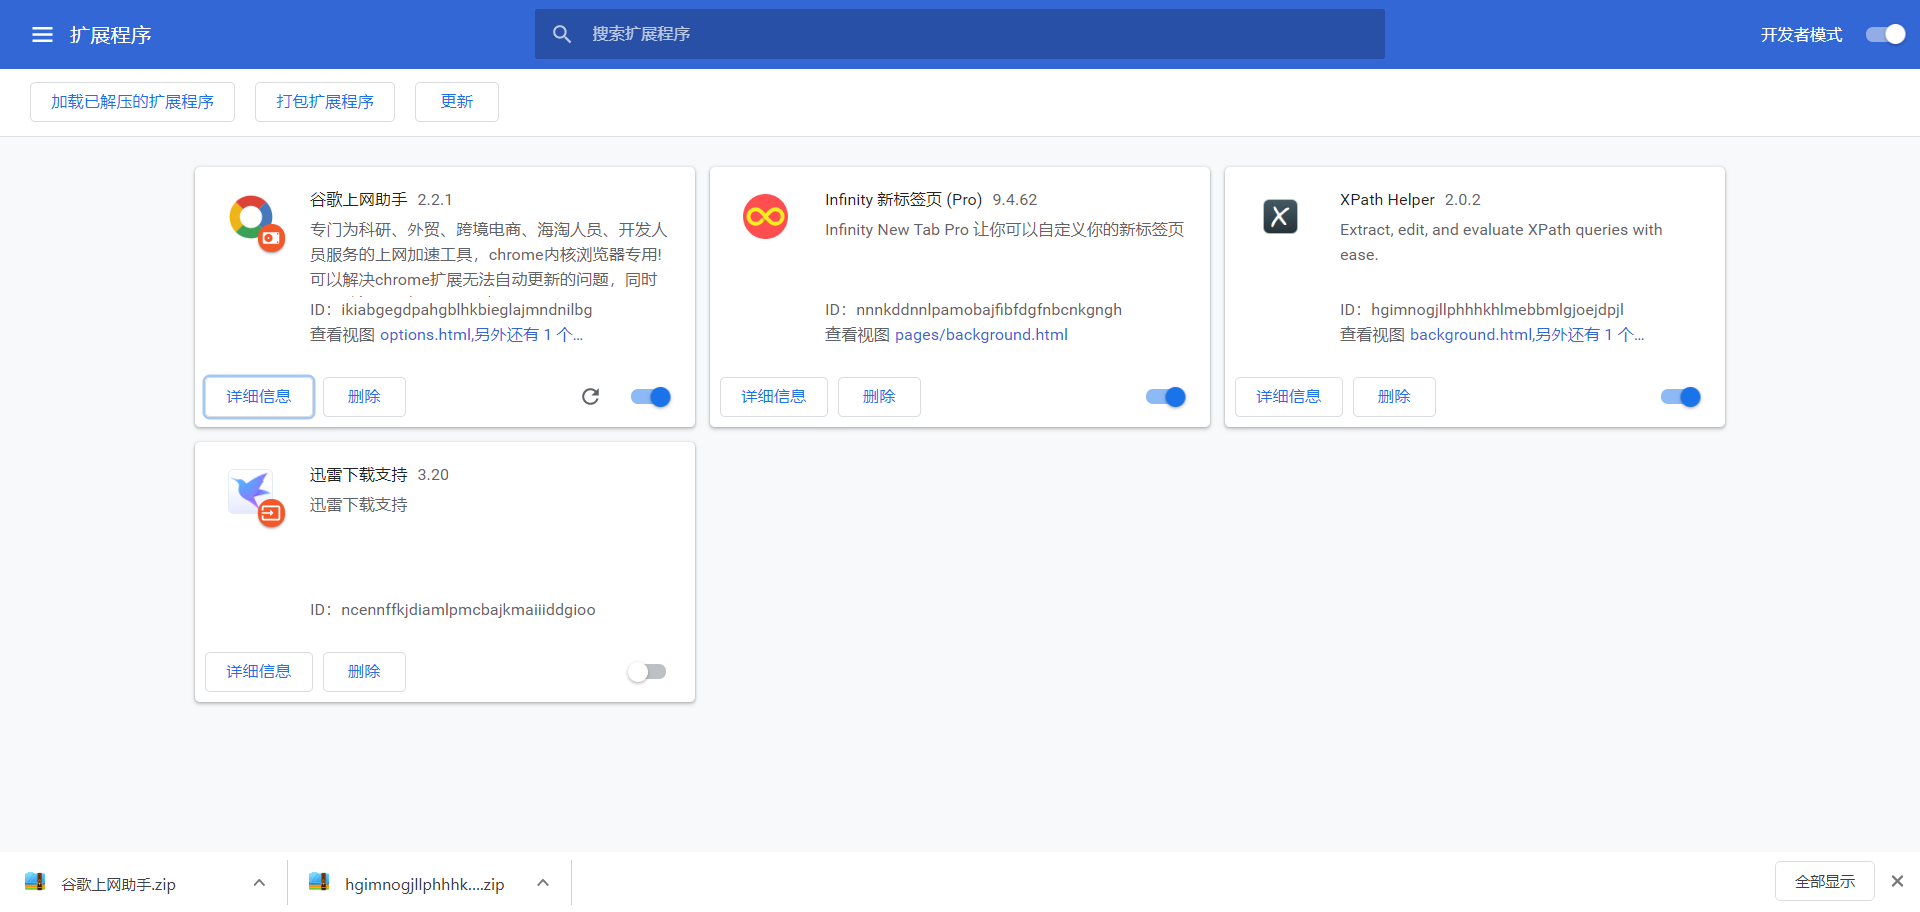 扩展程序
搜索扩展程序
开发者模式
加载已解压的扩展程序
打包扩展程序
更新
谷歌上网助手 2.2.1
专门为科研、外贸、跨境电商、海淘人员、开发人
员服务的上网加速工具，chrome内核浏览器专用!
可以解决chrome扩展无法自动更新的问题，同时
ID：ikiabgegdpahgblhkbieglajmndnilbg
查看视图 options.html,另外还有 1 个...
详细信息
删除
Infinity 新标签页 (Pro) 9.4.62
Infinity New Tab Pro 让你可以自定义你的新标签页
ID：nnnkddnnlpamobajfibfdgfnbcnkgngh
查看视图 pages/background.html
详细信息
删除
XPath Helper 2.0.2
Extract, edit, and evaluate XPath queries with
ease.
ID：hgimnogjllphhhkhlmebbmlgjoejdpjl
查看视图 background.html,另外还有 1 个...
详细信息
删除
迅雷下载支持 3.20
迅雷下载支持
ID：ncennffkjdiamlpmcbajkmaiiiddgioo
详细信息
删除
谷歌上网助手.zip
hgimnogjllphhhk....zip
全部显示